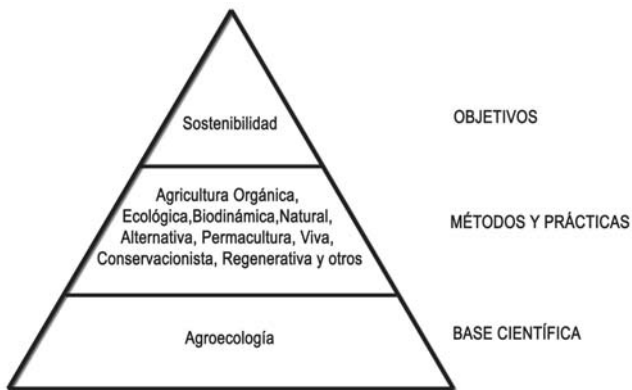 Sostenibilidad
OBJETIVOS
Agricultura Orgánica,
Ecológica,Biodinámica,Natural,
Alternativa, Permacultura, Viva,
Conservacionista, Regenerativa y otros
MÉTODOS Y PRÁCTICAS
Agroecología
BASE CIENTÍFICA